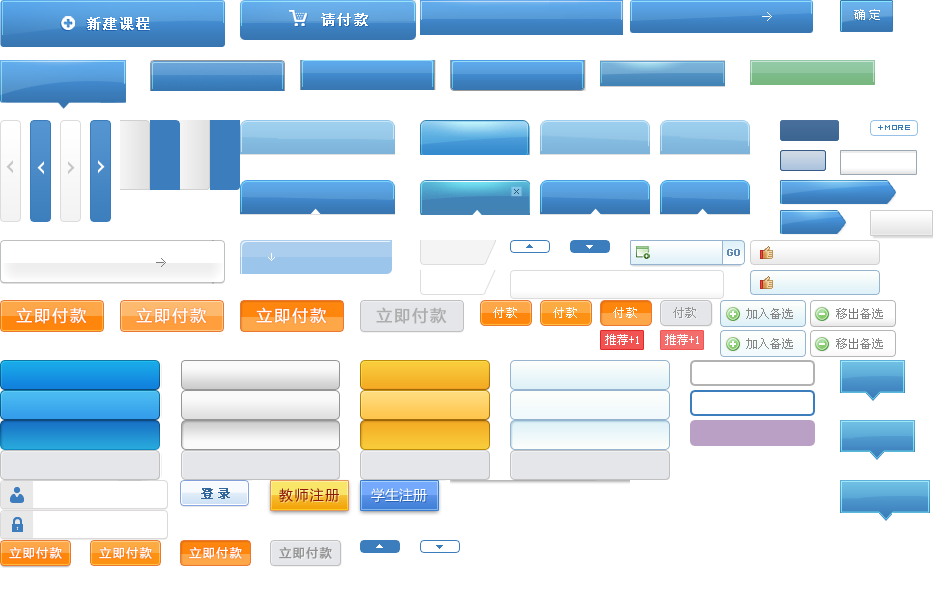 新建课程
请付款
确定
+MORE
GO
立即付款
立即付款
立即付款
立即付款
付款
付款
付款
付款
加入备选
移出备选
推荐+1
推荐+1
加入备选
移出备选
登录
教师注册
学生注册
立即付款
立即付款
立即付款
立即付款